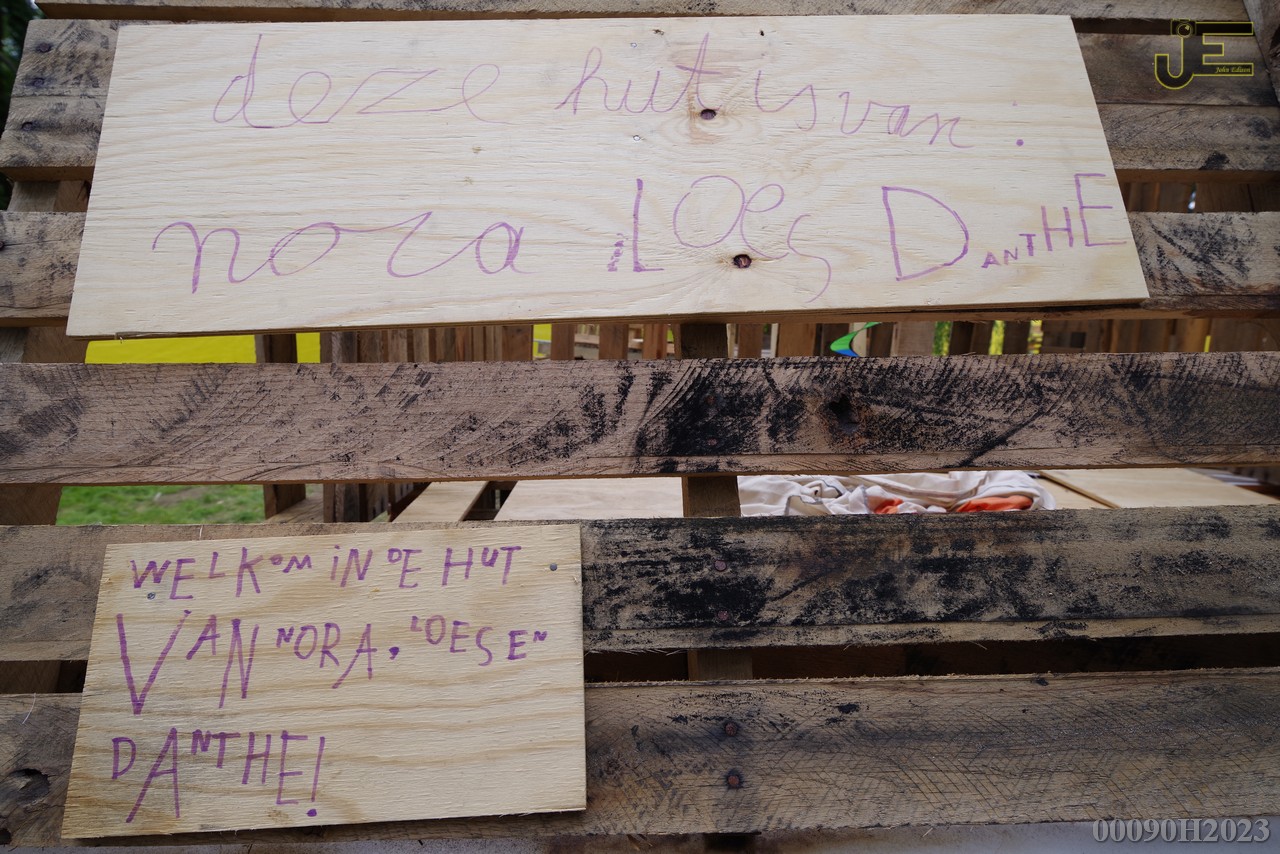 deze hut is van :
nora LOES DANTHE
WELKOM iN DE HUT
VAN NORA, LOES EN
DANTHE!
JE
John Edison
00090H2023